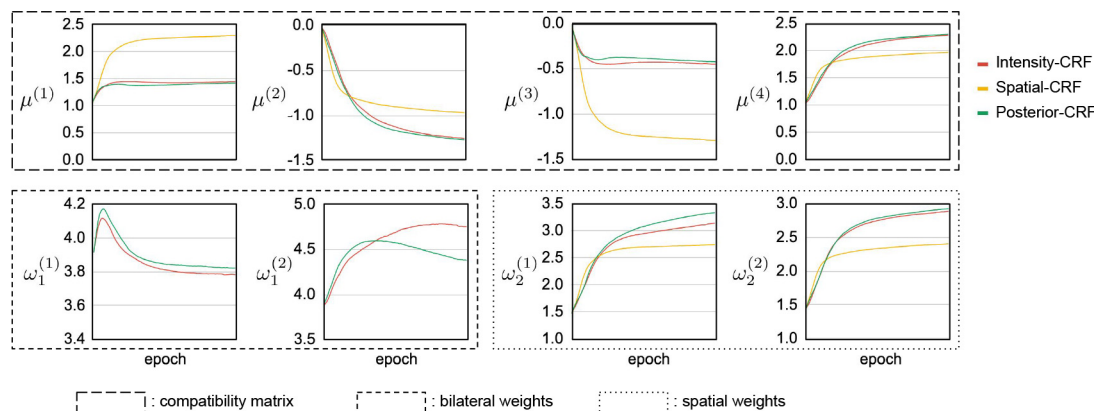 μ^(1) 2.5 2.0 1.5 1.0 0.5 0.0
μ^(2) 0.0 -0.5 -1.0 -1.5
μ^(3) 0.0 -0.5 -1.0 -1.5
μ^(4) 2.5 2.0 1.5 1.0 0.5 0.0
Intensity-CRF
Spatial-CRF
Posterior-CRF
ω_1^(1) 4.2 4.0 3.8 3.6 3.4
ω_1^(2) 5.0 4.5 4.0 3.5
ω_2^(1) 3.5 3.0 2.5 2.0 1.5 1.0
ω_2^(2) 3.0 2.5 2.0 1.5 1.0
epoch epoch epoch epoch
: compatibility matrix : bilateral weights : spatial weights